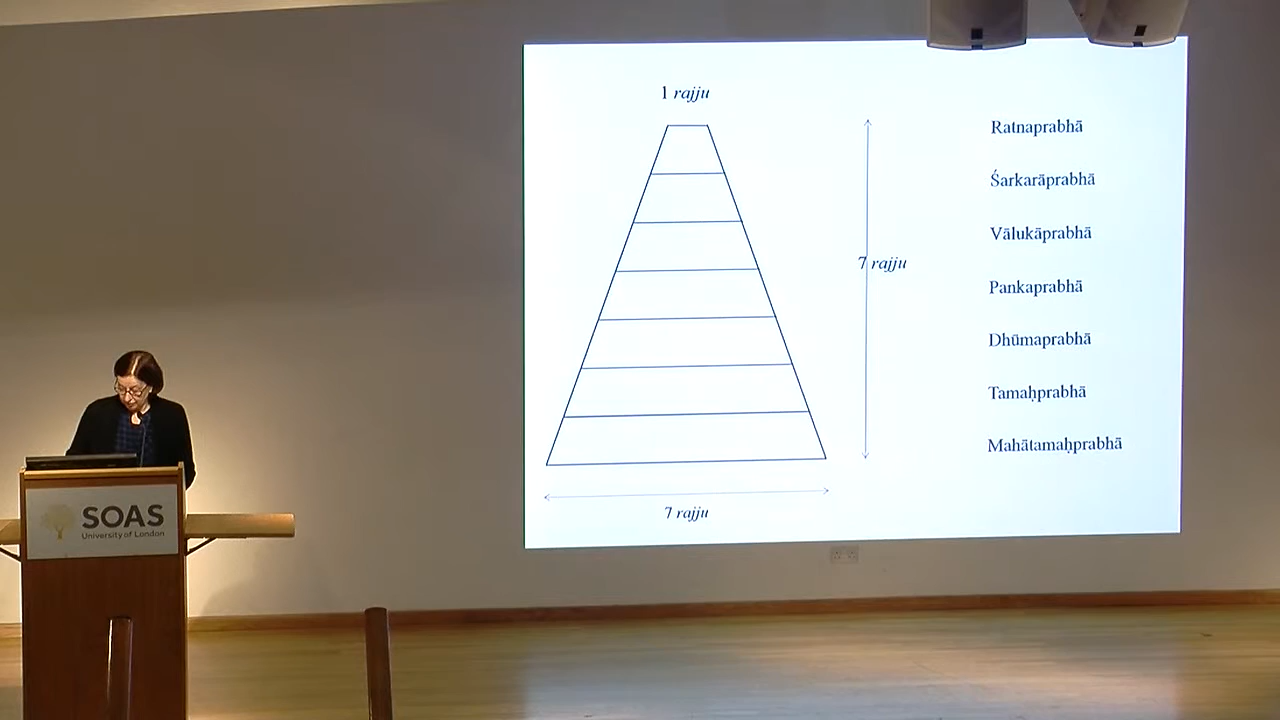 1 rajju
Ratnaprabhā
Śarkarāprabhā
Vālukāprabhā
7 rajju
Pankaprabhā
Dhūmaprabhā
Tamaḥprabhā
Mahātamaḥprabhā
7 rajju
SOAS
University of London